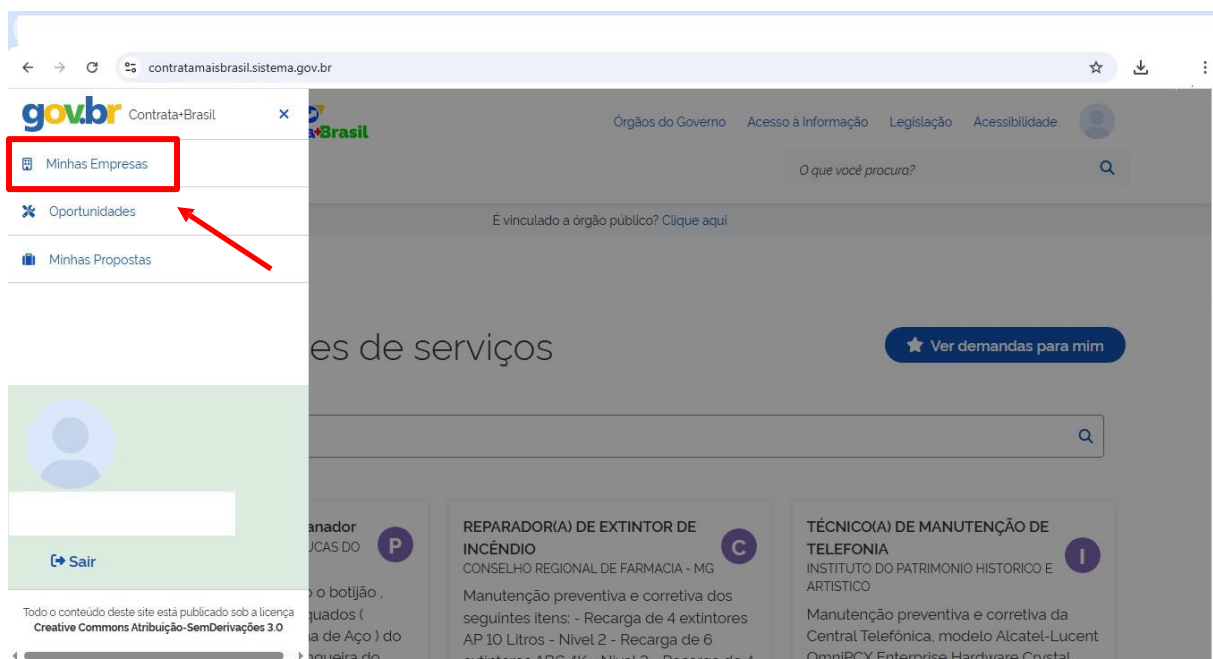 contratamaisbrasil.sistema.gov.br
gov.br Contrata+Brasil
a+Brasil
Órgãos do Governo Acesso à Informação Legislação Acessibilidade
Minhas Empresas
O que você procura?
Oportunidades
É vinculado a órgão público? Clique aqui
Minhas Propostas
es de serviços
Ver demandas para mim
Sair
Todo o conteúdo deste site está publicado sob a licença
Creative Commons Atribuição-SemDerivações 3.0
anador
UCAS DO
P
o o botijão ,
quados (
a de Aço ) do
REPARADOR(A) DE EXTINTOR DE
INCÊNDIO
CONSELHO REGIONAL DE FARMACIA - MG
C
Manutenção preventiva e corretiva dos
seguintes itens: - Recarga de 4 extintores
AP 10 Litros - Nivel 2 - Recarga de 6
TÉCNICO(A) DE MANUTENÇÃO DE
TELEFONIA
INSTITUTO DO PATRIMONIO HISTORICO E
ARTISTICO
I
Manutenção preventiva e corretiva da
Central Telefônica, modelo Alcatel-Lucent
OmniPCX Enterprise Hardware Crystal